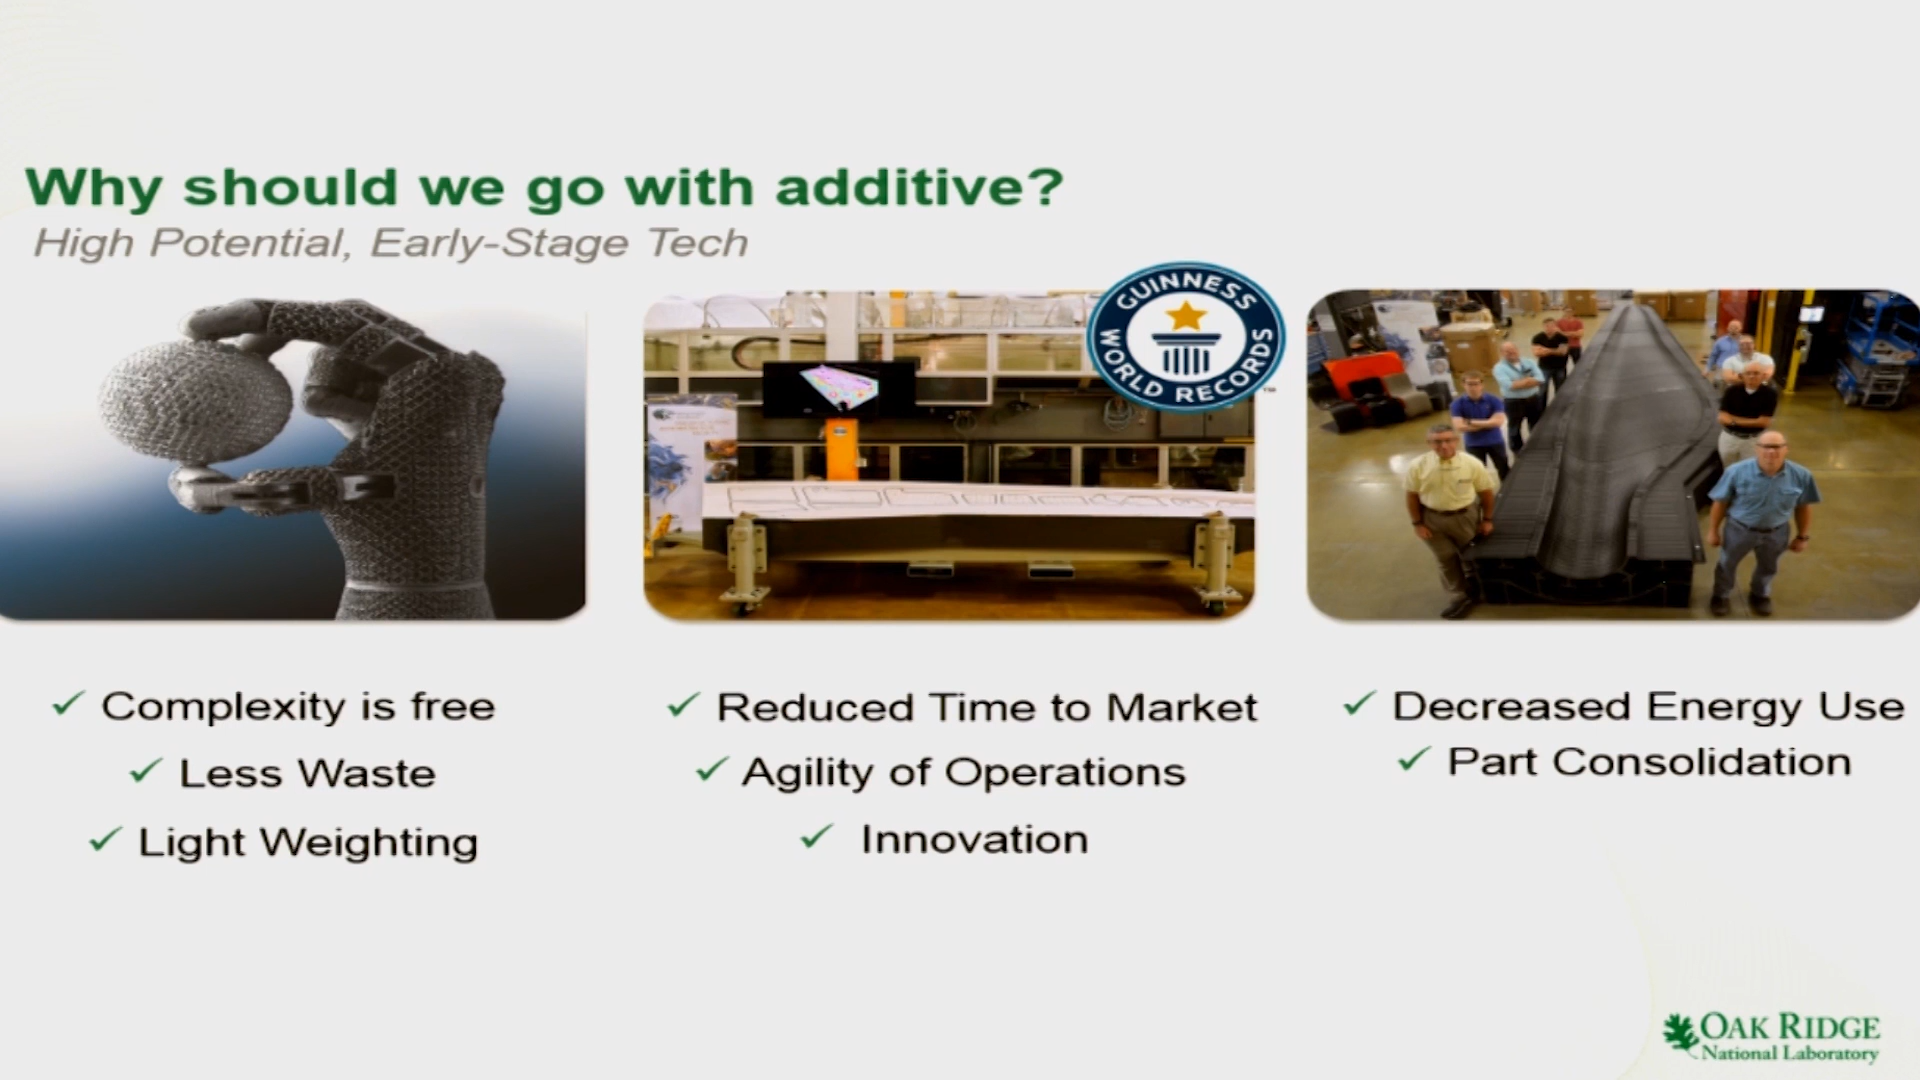 Why should we go with additive?
High Potential, Early-Stage Tech
GUINNESS
WORLD RECORDS
TM
✓ Complexity is free
✓ Less Waste
✓ Light Weighting
✓ Reduced Time to Market
✓ Agility of Operations
✓ Innovation
✓ Decreased Energy Use
✓ Part Consolidation
OAK RIDGE
National Laboratory